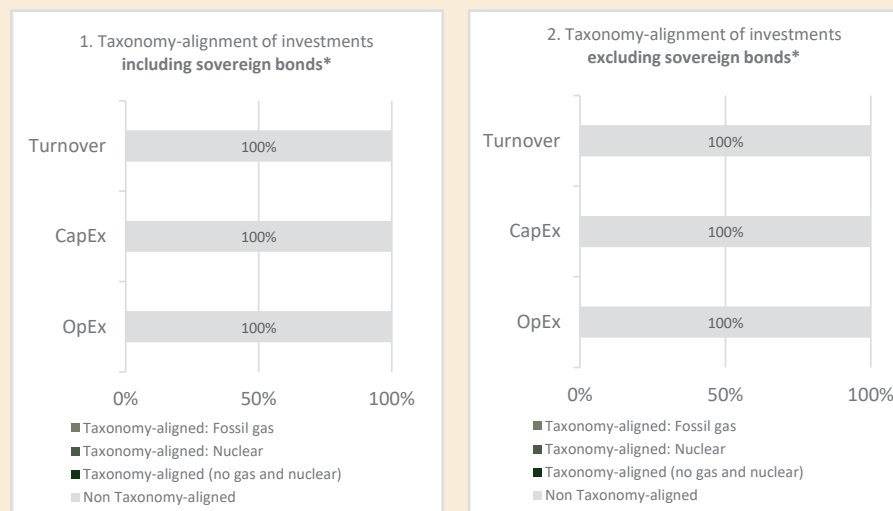 1. Taxonomy-alignment of investments
including sovereign bonds*
Turnover
100%
CapEx
100%
OpEx
100%
0%
50%
100%
Taxonomy-aligned: Fossil gas
Taxonomy-aligned: Nuclear
Taxonomy-aligned (no gas and nuclear)
Non Taxonomy-aligned
2. Taxonomy-alignment of investments
excluding sovereign bonds*
Turnover
100%
CapEx
100%
OpEx
100%
0%
50%
100%
Taxonomy-aligned: Fossil gas
Taxonomy-aligned: Nuclear
Taxonomy-aligned (no gas and nuclear)
Non Taxonomy-aligned